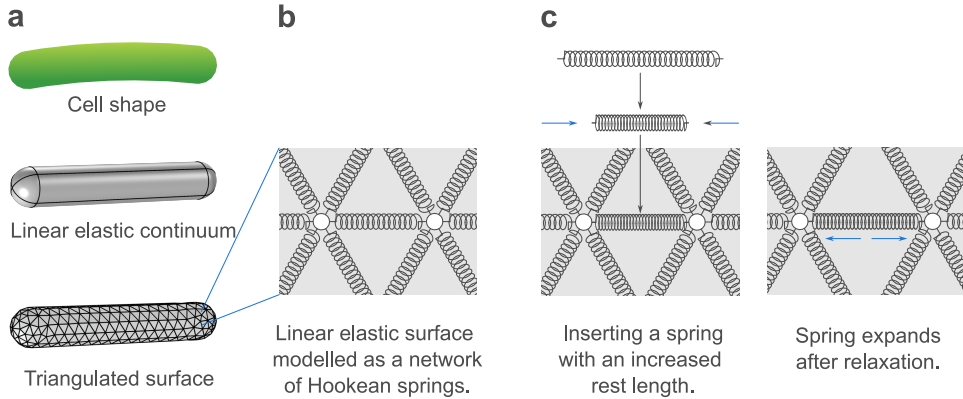 a
Cell shape
Linear elastic continuum
Triangulated surface
b
Linear elastic surface
modelled as a network
of Hookean springs.
c
Inserting a spring
with an increased
rest length.
Spring expands
after relaxation.